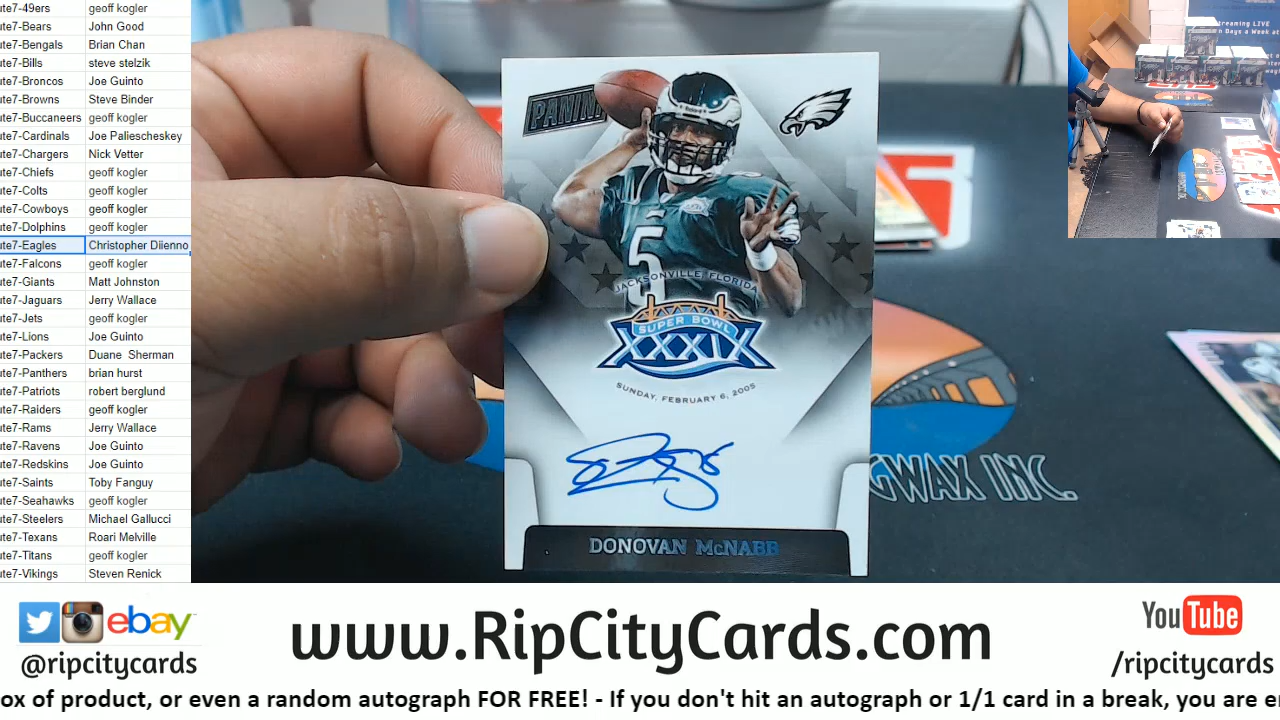 ute7-49ers geoff kogler
ute7-Bears John Good
ute7-Bengals Brian Chan
ute7-Bills steve stelzik
ute7-Broncos Joe Guinto
ute7-Browns Steve Binder
ute7-Buccaneers geoff kogler
ute7-Cardinals Joe Paliescheskey
ute7-Chargers Nick Vetter
ute7-Chiefs geoff kogler
ute7-Colts geoff kogler
ute7-Cowboys geoff kogler
ute7-Dolphins geoff kogler
ute7-Eagles Christopher Diienno
ute7-Falcons geoff kogler
ute7-Giants Matt Johnston
ute7-Jaguars Jerry Wallace
ute7-Jets geoff kogler
ute7-Lions Joe Guinto
ute7-Packers Duane Sherman
ute7-Panthers brian hurst
ute7-Patriots robert berglund
ute7-Raiders geoff kogler
ute7-Rams Jerry Wallace
ute7-Ravens Joe Guinto
ute7-Redskins Joe Guinto
ute7-Saints Toby Fanguy
ute7-Seahawks geoff kogler
ute7-Steelers Michael Gallucci
ute7-Texans Roari Melville
ute7-Titans geoff kogler
ute7-Vikings Steven Renick
PANINI
5
JACKSONVILLE, FLORIDA
SUPER BOWL
XXXIX
SUNDAY, FEBRUARY 6, 2005
DONOVAN McNABB
GWAX INC.
treaming LIVE
n Days a Week at
ebay
@ripcitycards
www.RipCityCards.com
YouTube
/ripcitycards
ox of product, or even a random autograph FOR FREE! - If you don't hit an autograph or 1/1 card in a break, you are e